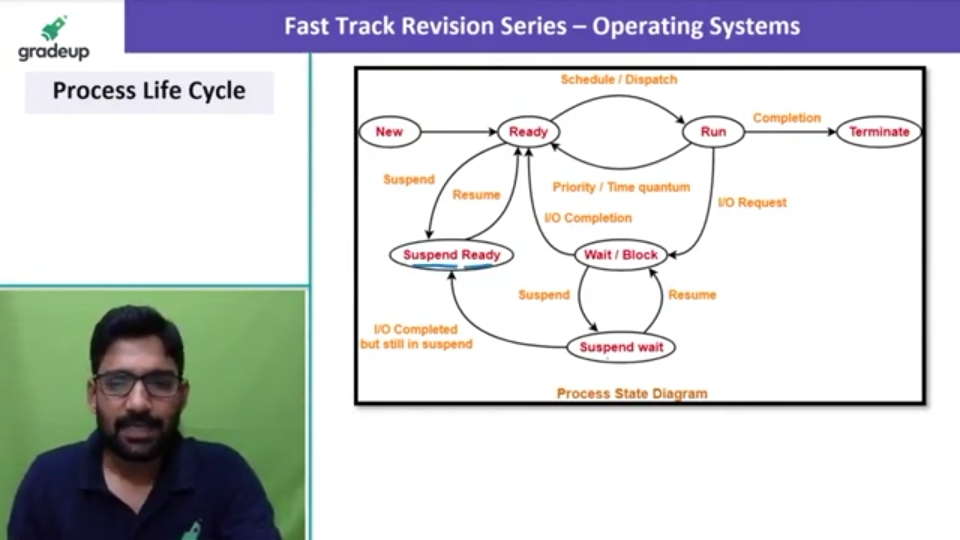 Fast Track Revision Series – Operating Systems
gradeup
Process Life Cycle
Schedule / Dispatch
New
Ready
Run
Completion
Terminate
Suspend
Resume
Priority / Time quantum
I/O Completion
I/O Request
Suspend Ready
Wait / Block
Suspend
Resume
I/O Completed
but still in suspend
Suspend wait
Process State Diagram